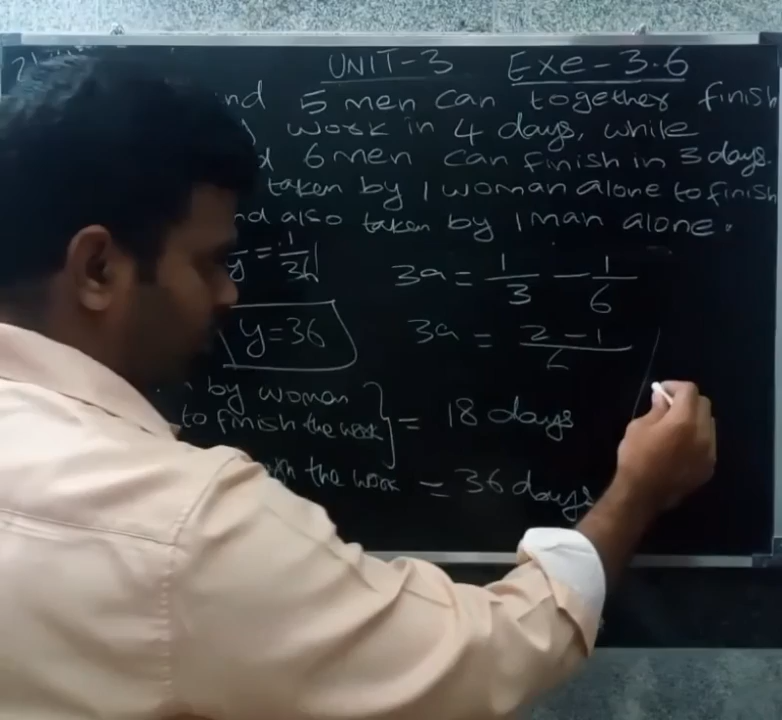 UNIT-3 Exe-3.6
nd 5 men can together finish
work in 4 days, while
d 6 men can finish in 3 days.
taken by 1 woman alone to finish
nd also taken by 1 man alone.
y = 1/36
3a = 1/3 - 1/6
y=36
3a = 2-1/6
by woman
to finish the work } = 18 days
the work = 36 days